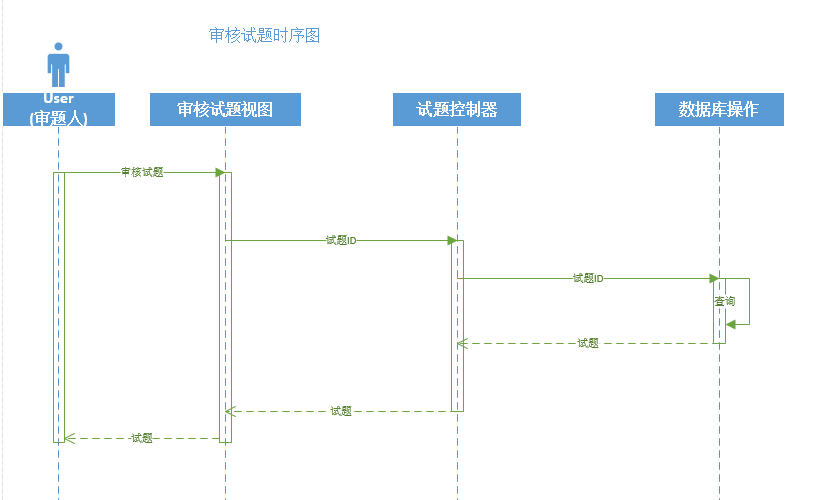 审核试题时序图
User
(审题人)
审核试题视图
试题控制器
数据库操作
审核试题
试题ID
试题ID
查询
试题
试题
试题